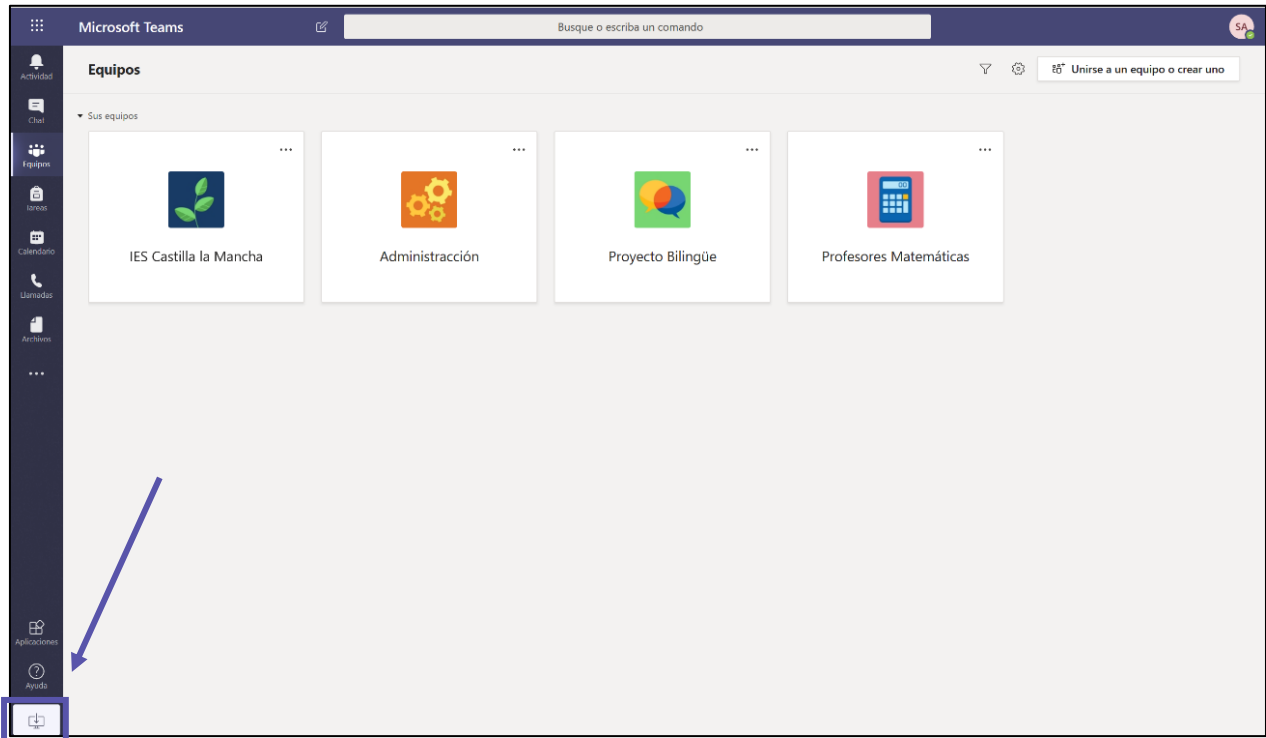 Microsoft Teams
Busque o escriba un comando
SA
Actividad
Chat
Equipos
Tareas
Calendario
Llamadas
Archivos
Aplicaciones
Ayuda
Equipos
Unirse a un equipo o crear uno
Sus equipos
IES Castilla la Mancha
Administracción
Proyecto Bilingüe
Profesores Matemáticas